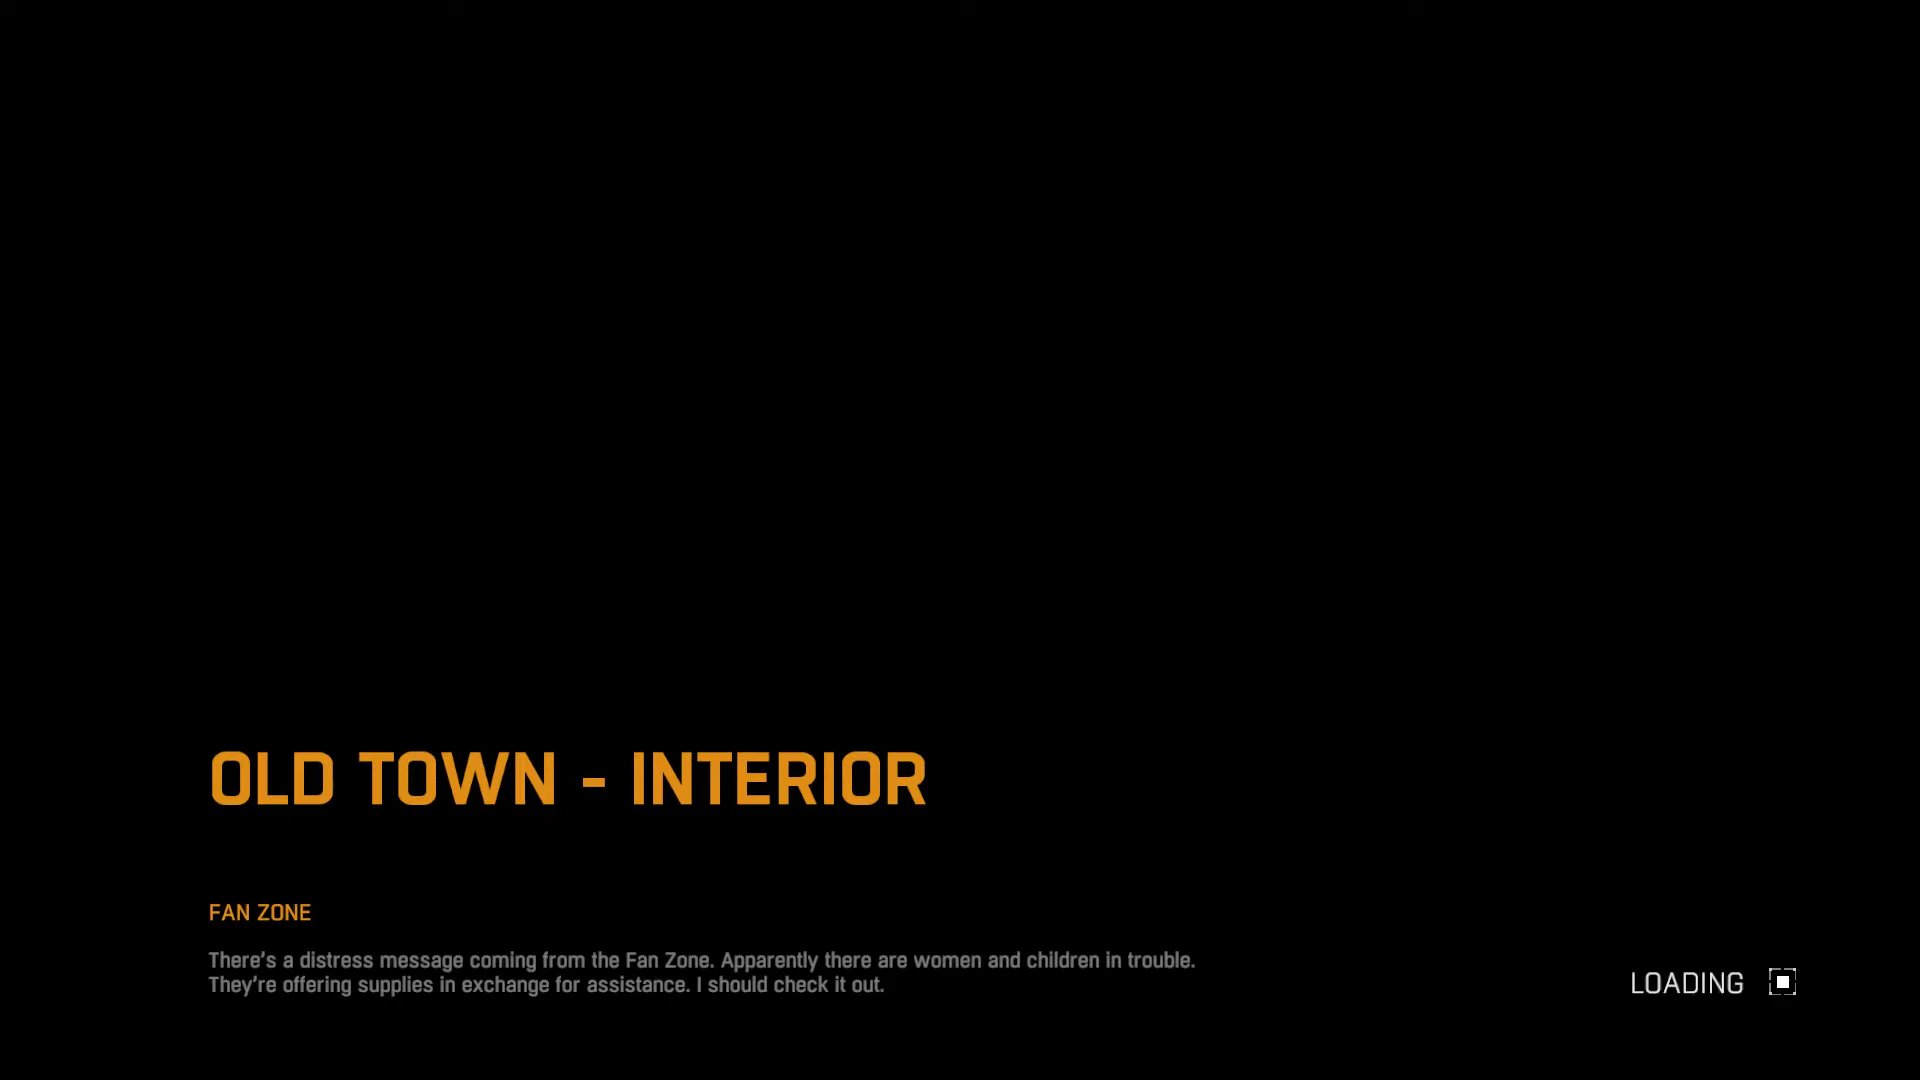 OLD TOWN - INTERIOR
FAN ZONE
There's a distress message coming from the Fan Zone. Apparently there are women and children in trouble.
They're offering supplies in exchange for assistance. I should check it out.
LOADING